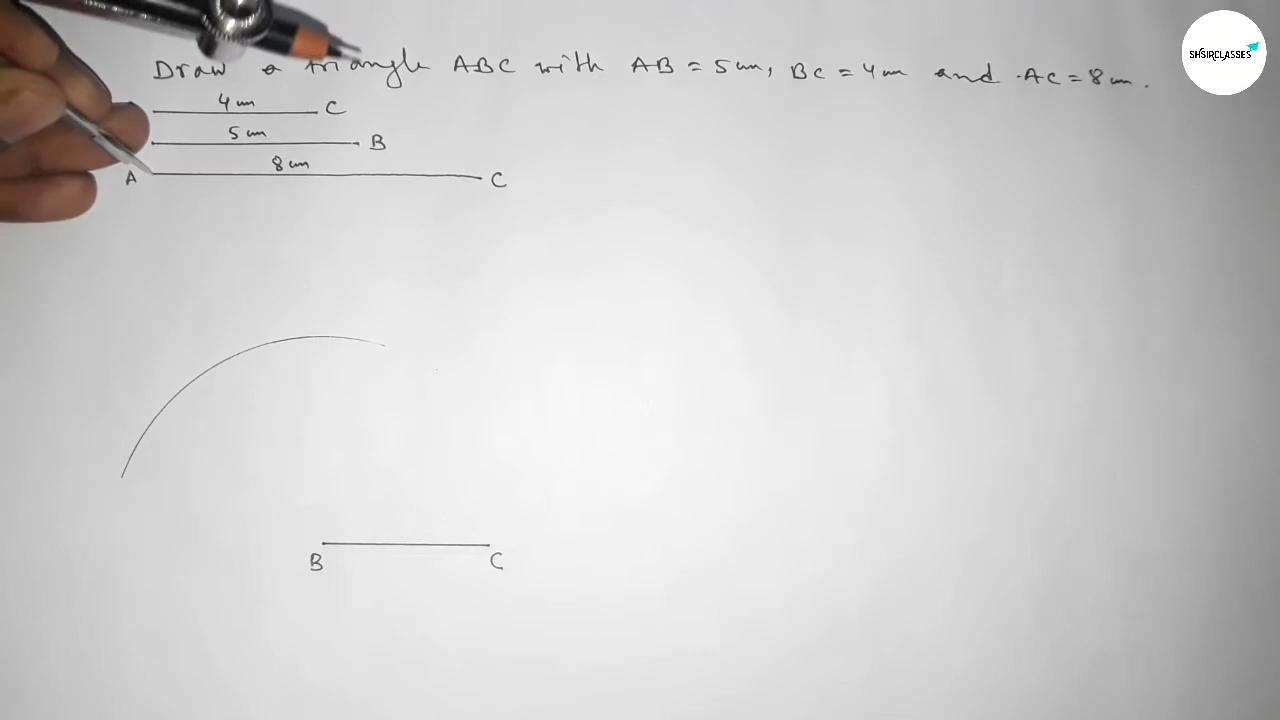 Draw a triangle ABC with AB = 5cm, BC = 4cm and AC = 8cm.
4cm C
5cm B
8cm
A C
B C
SHSIRCLASSES